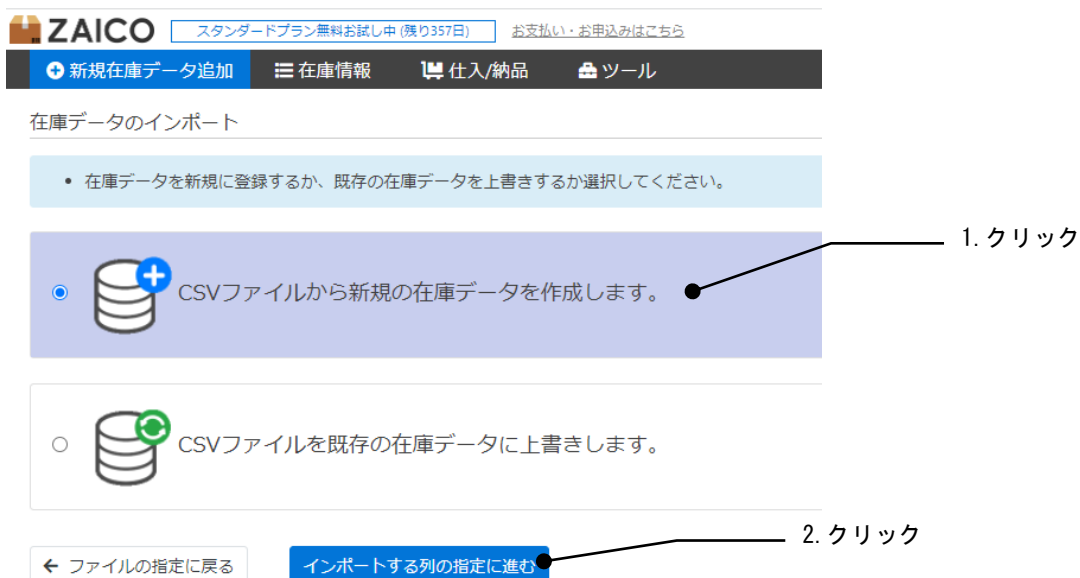 ZAICO スタンダードプラン無料お試し中 (残り357日) お支払い・お申込みはこちら
新規在庫データ追加 在庫情報 仕入/納品 ツール
在庫データのインポート
• 在庫データを新規に登録するか、既存の在庫データを上書きするか選択してください。
1.クリック
CSVファイルから新規の在庫データを作成します。
CSVファイルを既存の在庫データに上書きします。
2.クリック
← ファイルの指定に戻る インポートする列の指定に進む